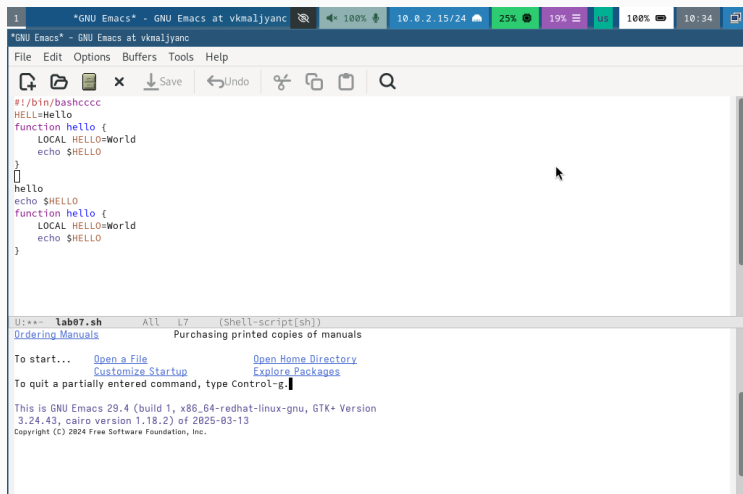 1 *GNU Emacs* - GNU Emacs at vkmaljyanc 100% 10.0.2.15/24 25% 19% us 100% 10:34
*GNU Emacs* - GNU Emacs at vkmaljyanc
File Edit Options Buffers Tools Help
Save Undo
#!/bin/bashcccc
HELL=Hello
function hello {
    LOCAL HELLO=World
    echo $HELLO
}
hello
echo $HELLO
function hello {
    LOCAL HELLO=World
    echo $HELLO
}
U:**- lab07.sh All L7 (Shell-script[sh])
Ordering Manuals Purchasing printed copies of manuals
To start... Open a File Open Home Directory
Customize Startup Explore Packages
To quit a partially entered command, type Control-g.
This is GNU Emacs 29.4 (build 1, x86_64-redhat-linux-gnu, GTK+ Version
3.24.43, cairo version 1.18.2) of 2025-03-13
Copyright (C) 2024 Free Software Foundation, Inc.